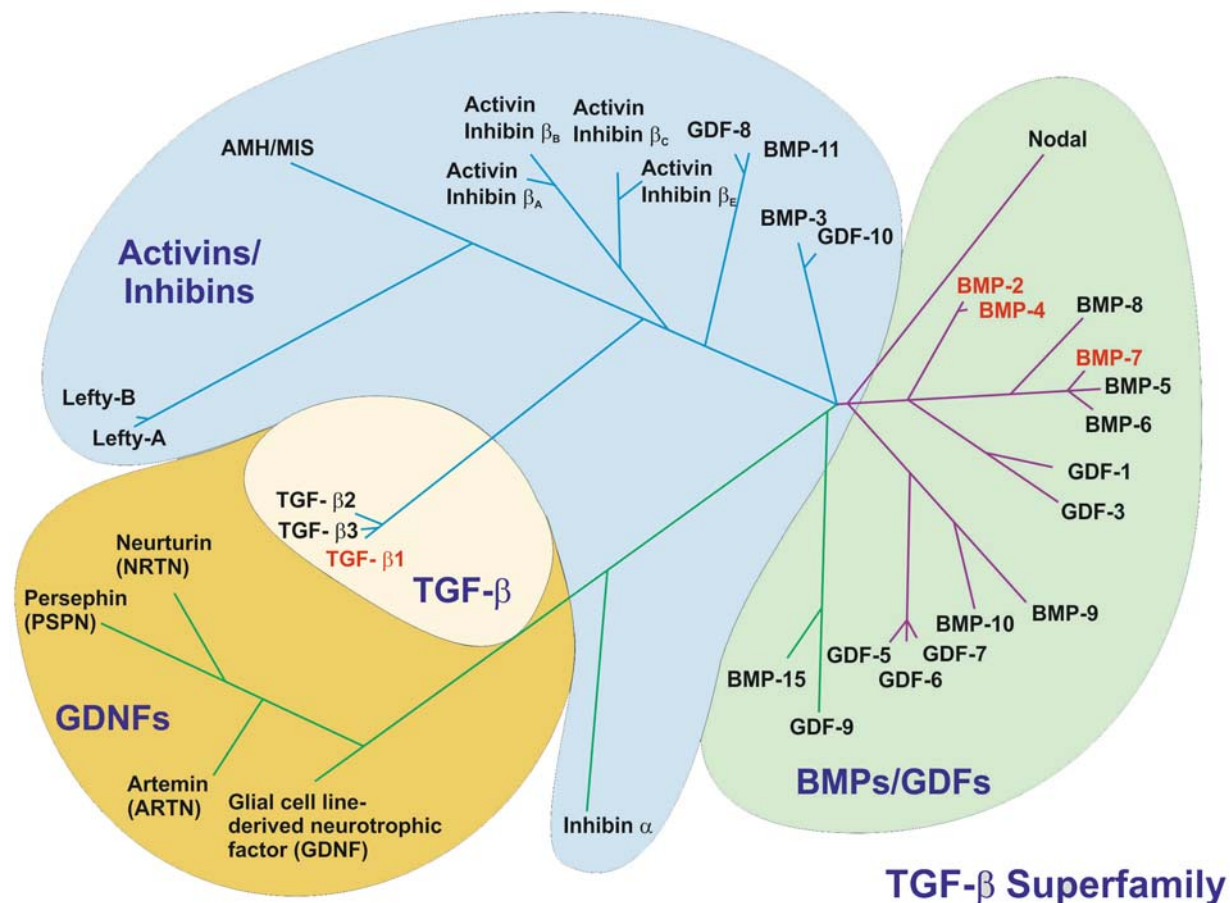 Activin
Inhibin βB
Activin
Inhibin βC
GDF-8
BMP-11
AMH/MIS
Activin
Inhibin βA
Activin
Inhibin βE
Nodal
BMP-3
GDF-10
Activins/
Inhibins
BMP-2
BMP-4
BMP-8
BMP-7
BMP-5
BMP-6
Lefty-B
Lefty-A
GDF-1
GDF-3
TGF- β2
TGF- β3
TGF- β1
TGF-β
Neurturin
(NRTN)
Persephin
(PSPN)
GDNFs
Artemin
(ARTN)
Glial cell line-
derived neurotrophic
factor (GDNF)
Inhibin α
BMP-9
BMP-10
GDF-5
GDF-7
GDF-6
BMP-15
GDF-9
BMPs/GDFs
TGF-β Superfamily